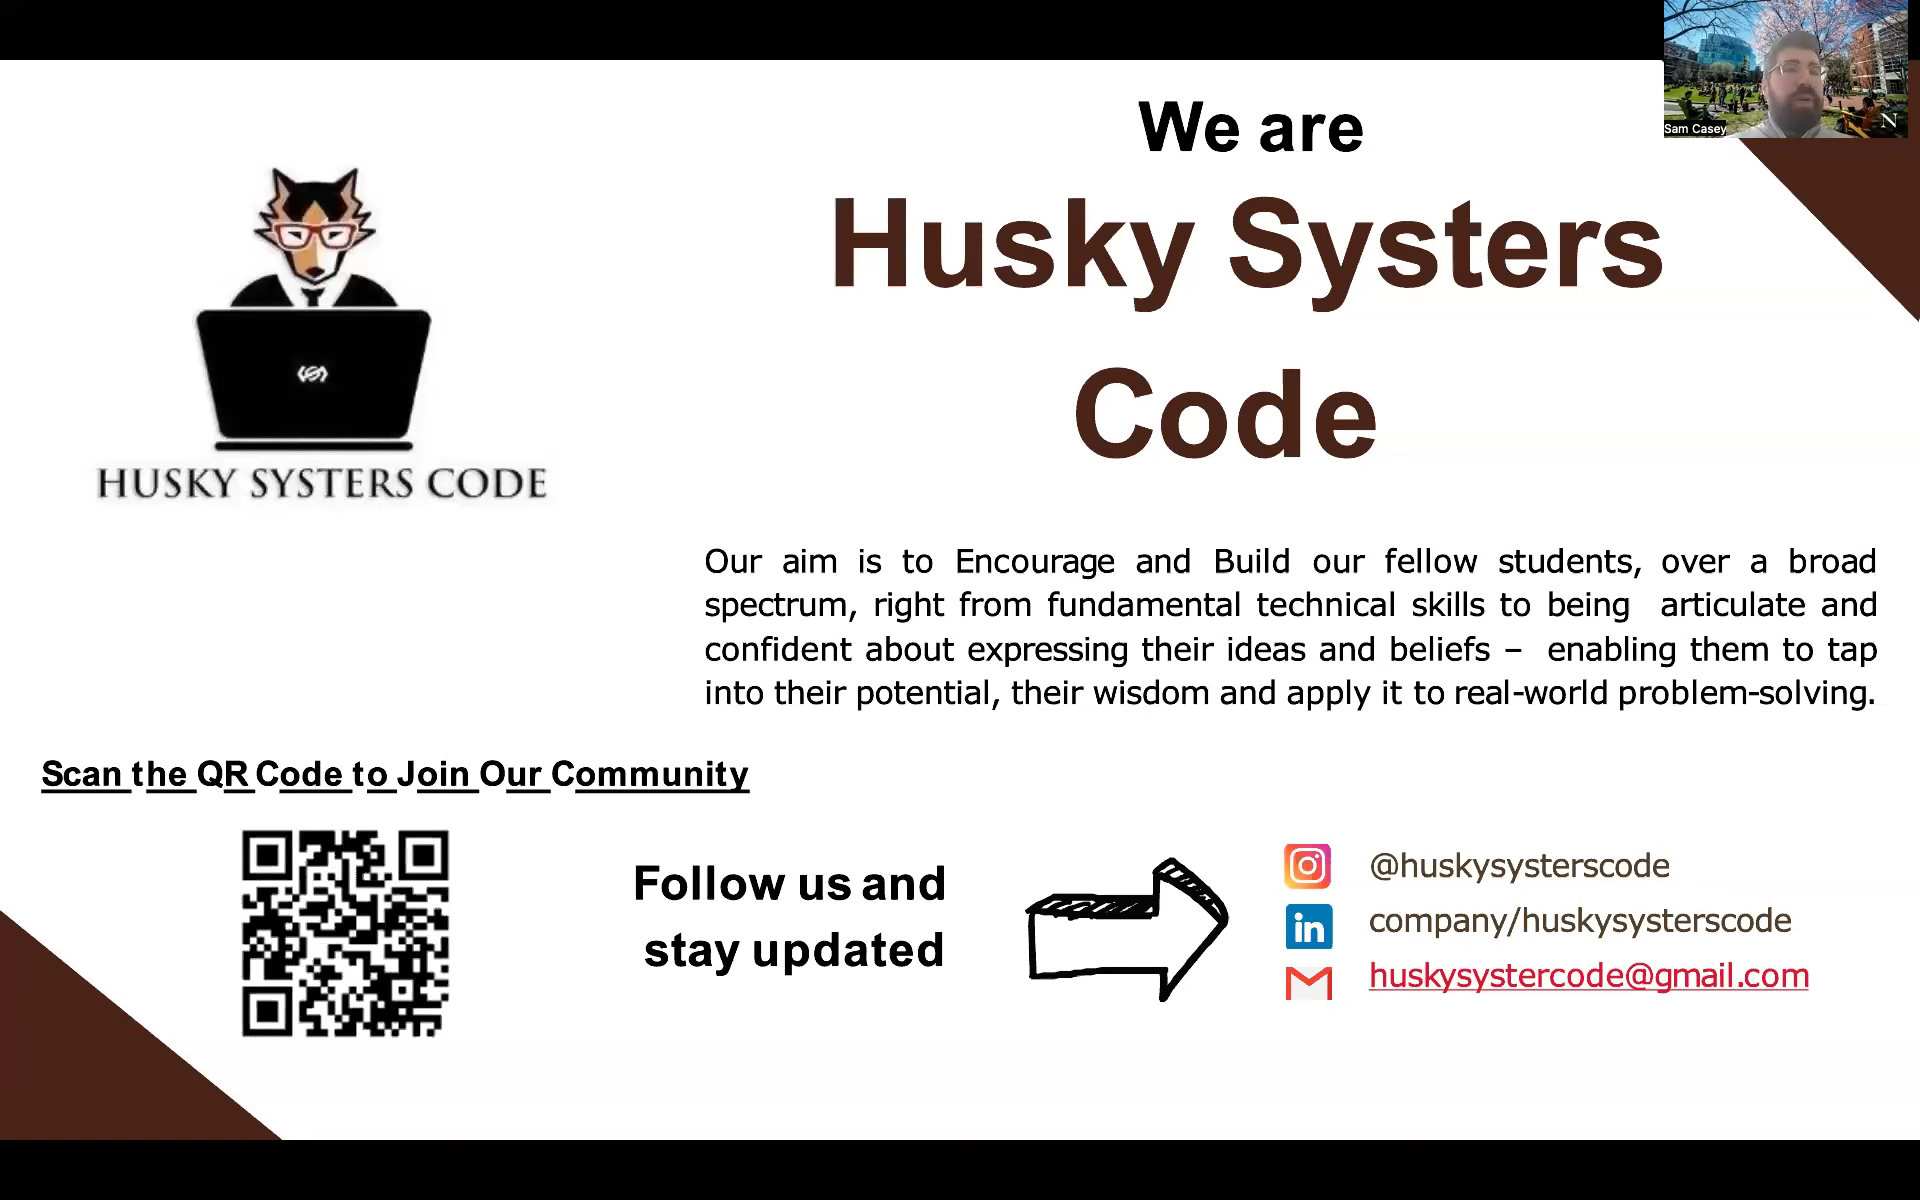 Sam Casey
N
We are
Husky Systers
Code
HUSKY SYSTERS CODE
Our aim is to Encourage and Build our fellow students, over a broad
spectrum, right from fundamental technical skills to being articulate and
confident about expressing their ideas and beliefs – enabling them to tap
into their potential, their wisdom and apply it to real-world problem-solving.
Scan the QR Code to Join Our Community
Follow us and
stay updated
@huskysysterscode
in
company/huskysysterscode
huskysystercode@gmail.com